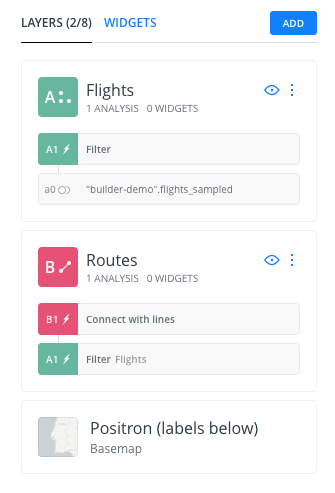 LAYERS (2/8) WIDGETS ADD
A Flights
1 ANALYSIS 0 WIDGETS
A1 Filter
a0 "builder-demo".flights_sampled
B Routes
1 ANALYSIS 0 WIDGETS
B1 Connect with lines
A1 Filter Flights
Positron (labels below)
Basemap